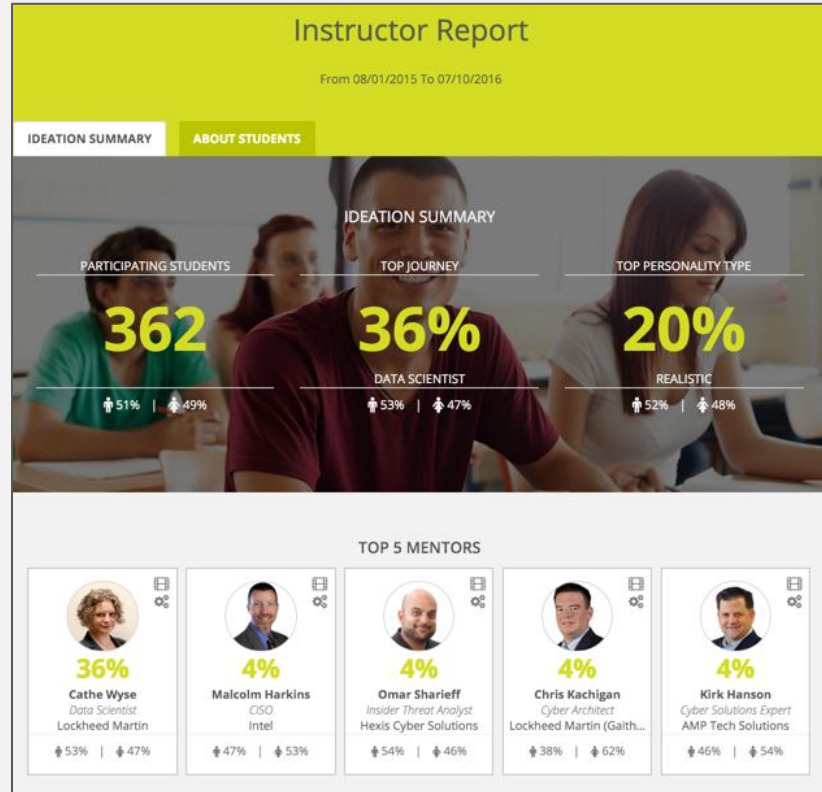 Instructor Report
From 08/01/2015 To 07/10/2016
IDEATION SUMMARY
ABOUT STUDENTS
IDEATION SUMMARY
PARTICIPATING STUDENTS
362
51% | 49%
TOP JOURNEY
36%
DATA SCIENTIST
53% | 47%
TOP PERSONALITY TYPE
20%
REALISTIC
52% | 48%
TOP 5 MENTORS
36%
Cathe Wyse
Data Scientist
Lockheed Martin
53% | 47%
4%
Malcolm Harkins
CISO
Intel
47% | 53%
4%
Omar Sharieff
Insider Threat Analyst
Hexis Cyber Solutions
54% | 46%
4%
Chris Kachigan
Cyber Architect
Lockheed Martin (Gaith...
38% | 62%
4%
Kirk Hanson
Cyber Solutions Expert
AMP Tech Solutions
46% | 54%